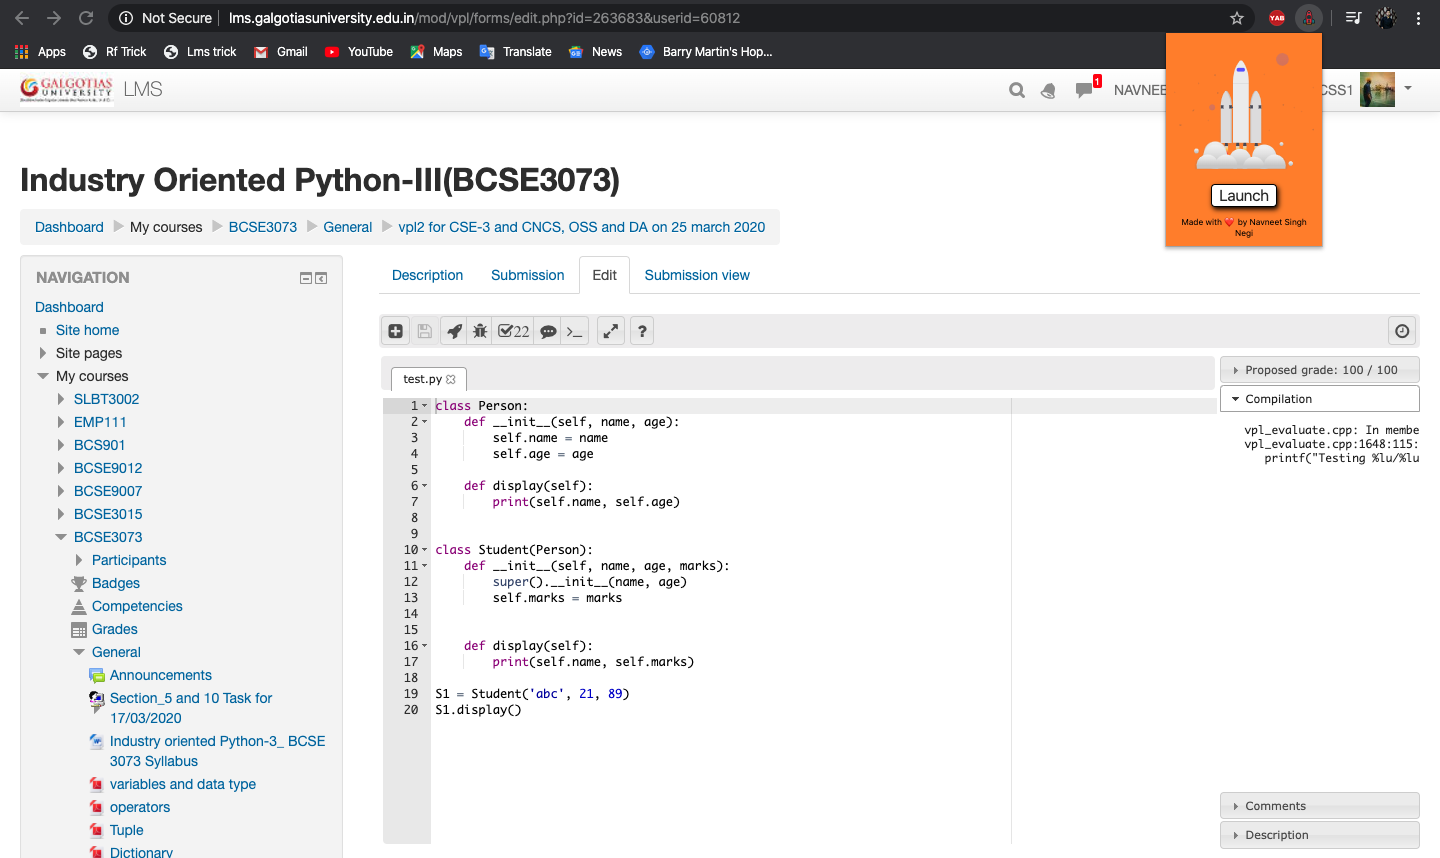 Not Secure | lms.galgotiasuniversity.edu.in/mod/vpl/forms/edit.php?id=263683&userid=60812
YAB
Apps Rf Trick Lms trick Gmail YouTube Maps Translate News Barry Martin's Hop...
GALGOTIAS
UNIVERSITY
LMS
1
NAVNEE
CSS1
Launch
Made with ❤️ by Navneet Singh
Negi
Industry Oriented Python-III(BCSE3073)
Dashboard My courses BCSE3073 General vpl2 for CSE-3 and CNCS, OSS and DA on 25 march 2020
NAVIGATION
Dashboard
Site home
Site pages
My courses
SLBT3002
EMP111
BCS901
BCSE9012
BCSE9007
BCSE3015
BCSE3073
Participants
Badges
Competencies
Grades
General
Announcements
Section_5 and 10 Task for
17/03/2020
Industry oriented Python-3_ BCSE
3073 Syllabus
variables and data type
operators
Tuple
Dictionary
Description Submission Edit Submission view
22
?
test.py
1 class Person:
2     def __init__(self, name, age):
3         self.name = name
4         self.age = age
5
6     def display(self):
7         print(self.name, self.age)
8
9
10 class Student(Person):
11     def __init__(self, name, age, marks):
12         super().__init__(name, age)
13         self.marks = marks
14
15
16     def display(self):
17         print(self.name, self.marks)
18
19 S1 = Student('abc', 21, 89)
20 S1.display()
Proposed grade: 100 / 100
Compilation
vpl_evaluate.cpp: In membe
vpl_evaluate.cpp:1648:115:
printf("Testing %lu/%lu
Comments
Description